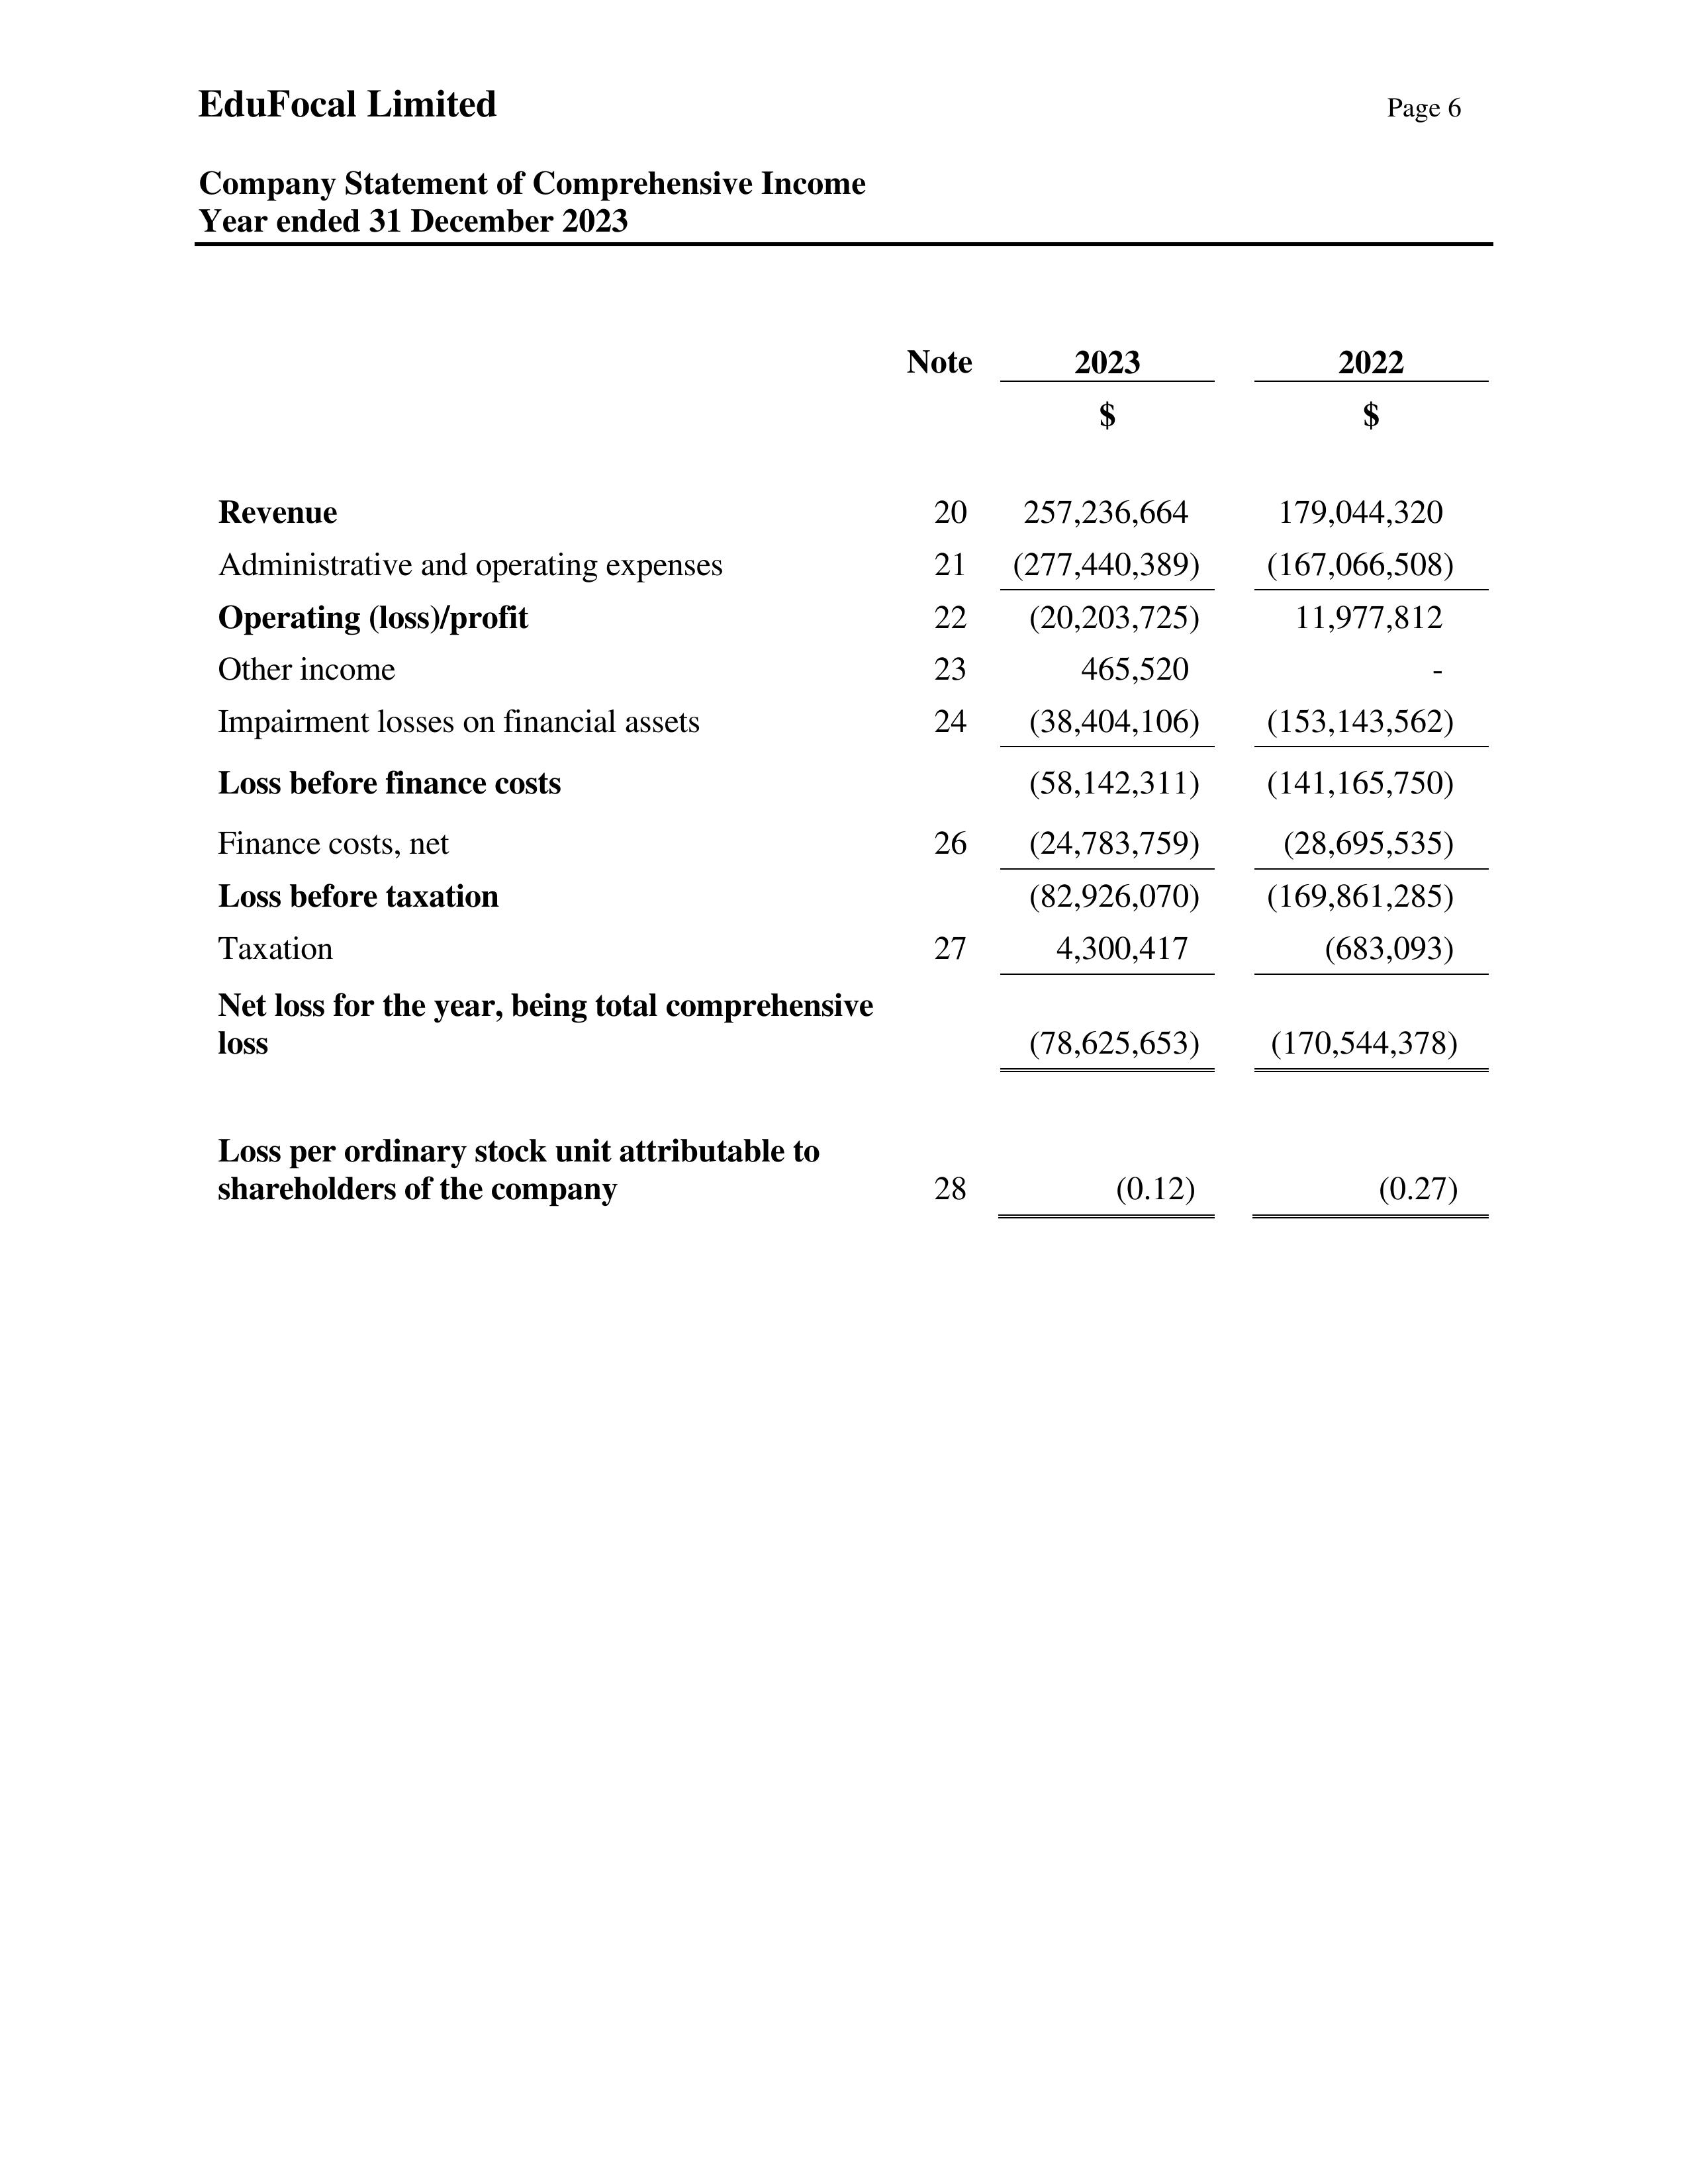 EduFocal Limited Page 6
Company Statement of Comprehensive Income
Year ended 31 December 2023
Note 2023 2022
$ $
Revenue 20 257,236,664 179,044,320
Administrative and operating expenses 21 (277,440,389) (167,066,508)
Operating (loss)/profit 22 (20,203,725) 11,977,812
Other income 23 465,520 -
Impairment losses on financial assets 24 (38,404,106) (153,143,562)
Loss before finance costs (58,142,311) (141,165,750)
Finance costs, net 26 (24,783,759) (28,695,535)
Loss before taxation (82,926,070) (169,861,285)
Taxation 27 4,300,417 (683,093)
Net loss for the year, being total comprehensive
loss (78,625,653) (170,544,378)
Loss per ordinary stock unit attributable to
shareholders of the company 28 (0.12) (0.27)